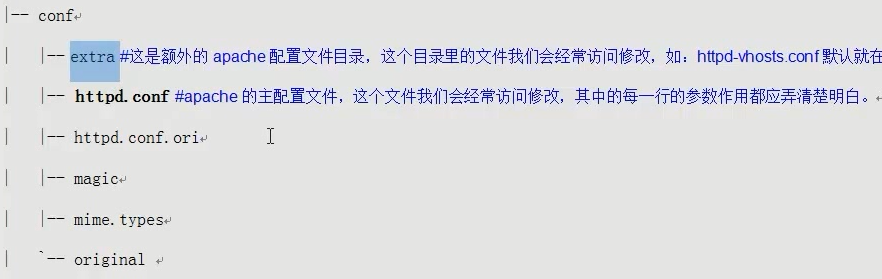 |-- conf
|   |-- extra #这是额外的 apache 配置文件目录，这个目录里的文件我们会经常访问修改，如：httpd-vhosts.conf 默认就在
|   |-- httpd.conf #apache 的主配置文件，这个文件我们会经常访问修改，其中的每一行的参数作用都应弄清楚明白。
|   |-- httpd.conf.ori
|   |-- magic
|   |-- mime.types
|   `-- original